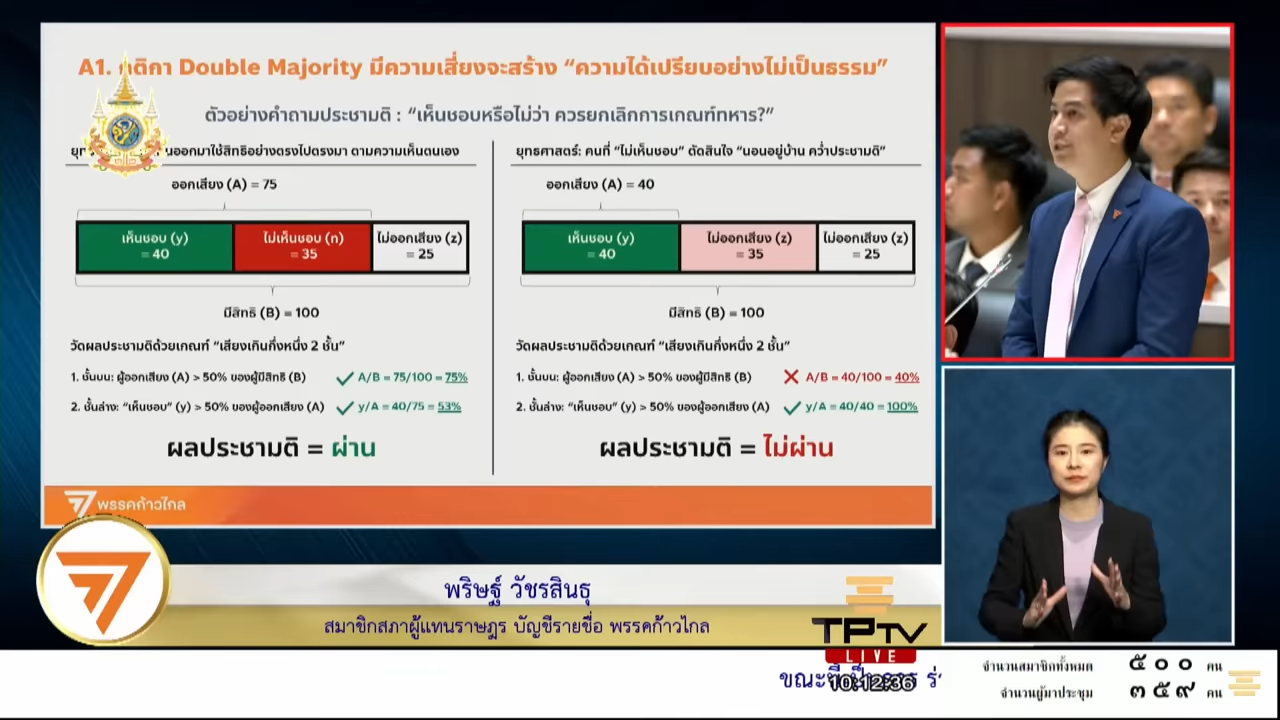 A1. กติกา Double Majority มีความเสี่ยงจะสร้าง “ความได้เปรียบอย่างไม่เป็นธรรม”
ตัวอย่างคำถามประชามติ : “เห็นชอบหรือไม่ว่า ควรยกเลิกการเกณฑ์ทหาร?”
ออกมาใช้สิทธิอย่างตรงไปตรงมา ตามความเห็นตนเอง
ออกเสียง (A) = 75
เห็นชอบ (y) = 40
ไม่เห็นชอบ (n) = 35
ไม่ออกเสียง (z) = 25
มีสิทธิ (B) = 100
วัดผลประชามติด้วยเกณฑ์ “เสียงเกินกึ่งหนึ่ง 2 ชั้น”
1. ชั้นบน: ผู้ออกเสียง (A) > 50% ของผู้มีสิทธิ (B) ✓ A/B = 75/100 = 75%
2. ชั้นล่าง: “เห็นชอบ” (y) > 50% ของผู้ออกเสียง (A) ✓ y/A = 40/75 = 53%
ผลประชามติ = ผ่าน
ยุทธศาสตร์: คนที่ “ไม่เห็นชอบ” ตัดสินใจ “นอนอยู่บ้าน คว่ำประชามติ”
ออกเสียง (A) = 40
เห็นชอบ (y) = 40
ไม่ออกเสียง (z) = 35
ไม่ออกเสียง (z) = 25
มีสิทธิ (B) = 100
วัดผลประชามติด้วยเกณฑ์ “เสียงเกินกึ่งหนึ่ง 2 ชั้น”
1. ชั้นบน: ผู้ออกเสียง (A) > 50% ของผู้มีสิทธิ (B) ✗ A/B = 40/100 = 40%
2. ชั้นล่าง: “เห็นชอบ” (y) > 50% ของผู้ออกเสียง (A) ✓ y/A = 40/40 = 100%
ผลประชามติ = ไม่ผ่าน
พรรคก้าวไกล
พริษฐ์ วัชรสินธุ
สมาชิกสภาผู้แทนราษฎร บัญชีรายชื่อ พรรคก้าวไกล
TPTV
LIVE
10:12:36
จำนวนสมาชิกทั้งหมด ๕๐๐ คน
จำนวนผู้มาประชุม ๓๕๙ คน